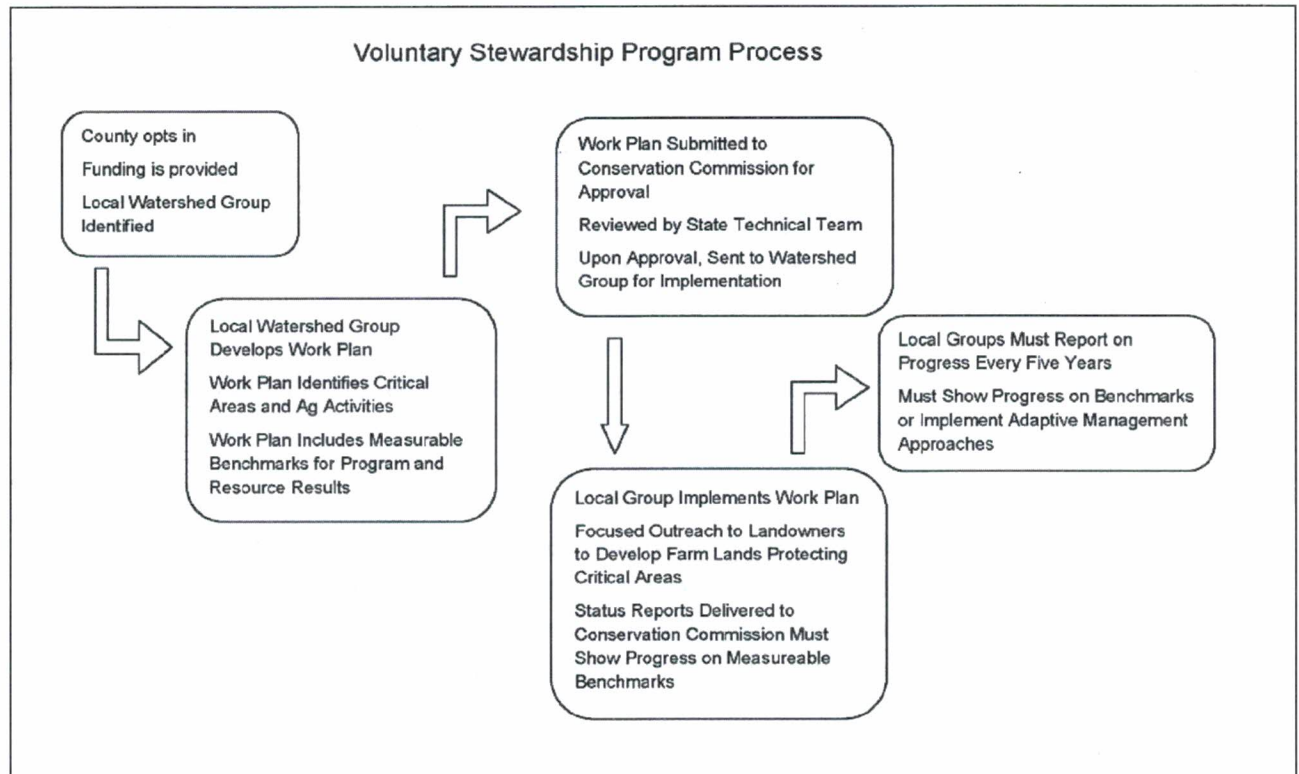 Voluntary Stewardship Program Process
County opts in
Funding is provided
Local Watershed Group
Identified
Local Watershed Group
Develops Work Plan
Work Plan Identifies Critical
Areas and Ag Activities
Work Plan Includes Measurable
Benchmarks for Program and
Resource Results
Work Plan Submitted to
Conservation Commission for
Approval
Reviewed by State Technical Team
Upon Approval, Sent to Watershed
Group for Implementation
Local Group Implements Work Plan
Focused Outreach to Landowners
to Develop Farm Lands Protecting
Critical Areas
Status Reports Delivered to
Conservation Commission Must
Show Progress on Measureable
Benchmarks
Local Groups Must Report on
Progress Every Five Years
Must Show Progress on Benchmarks
or Implement Adaptive Management
Approaches